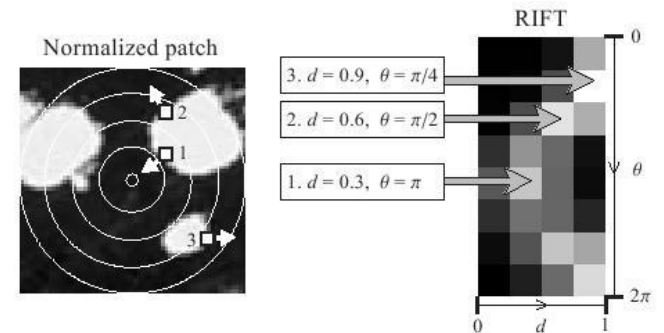 Normalized patch
2
1
3
3. d = 0.9, θ = π/4
2. d = 0.6, θ = π/2
1. d = 0.3, θ = π
RIFT
0
θ
2π
0
d
1